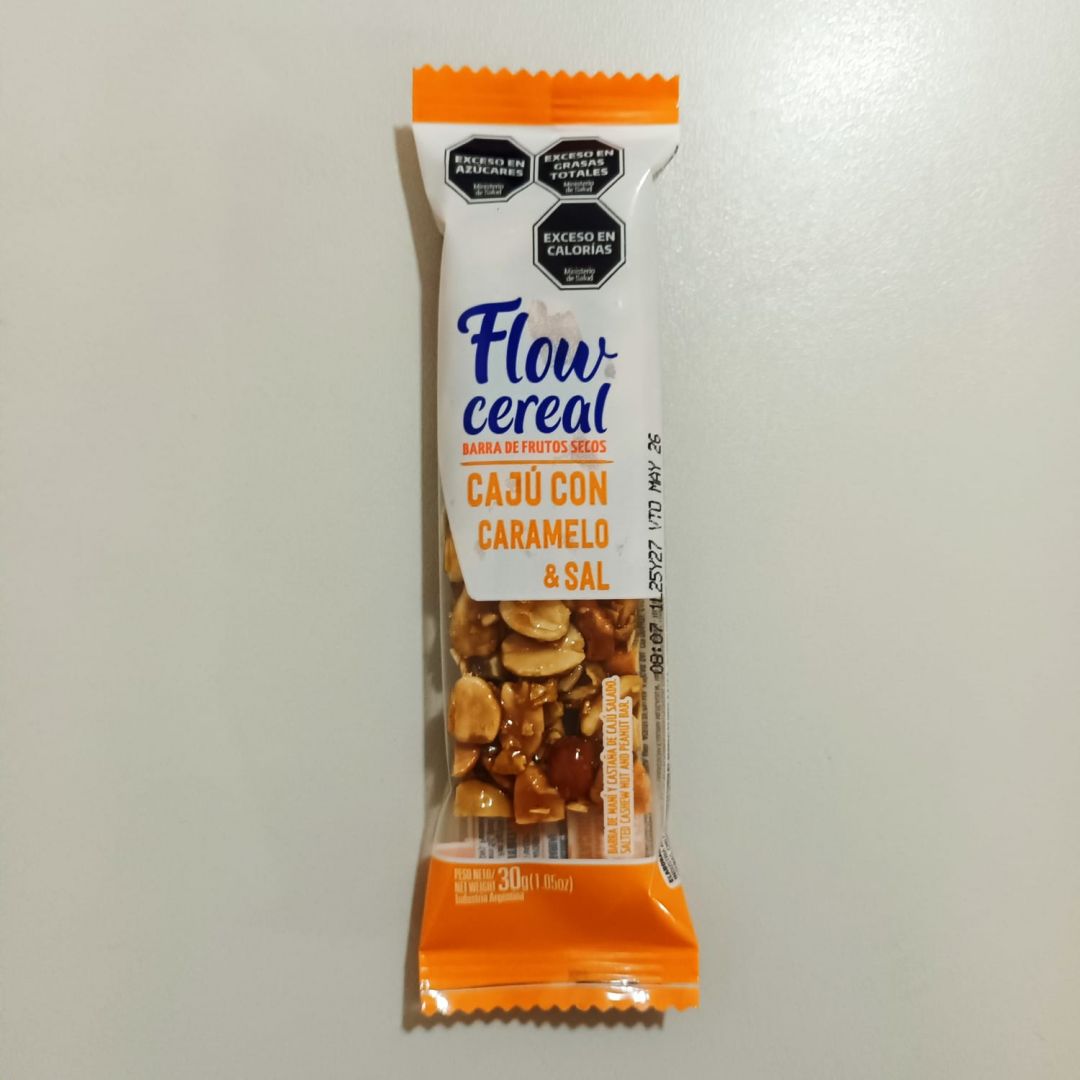 EXCESO EN
AZÚCARES
Ministerio
de Salud
EXCESO EN
GRASAS
TOTALES
Ministerio
de Salud
EXCESO EN
CALORÍAS
Ministerio
de Salud
Flow
cereal
BARRA DE FRUTOS SECOS
CAJÚ CON
CARAMELO
& SAL
08:07 1L25Y27 VTO MAY 26
BARRA DE MANÍ Y CASTAÑA DE CAJÚ SALADO.
SALTED CASHEW NUT AND PEANUT BAR.
PESO NETO/
NET WEIGHT 30g (1.05oz)
Industria Argentina